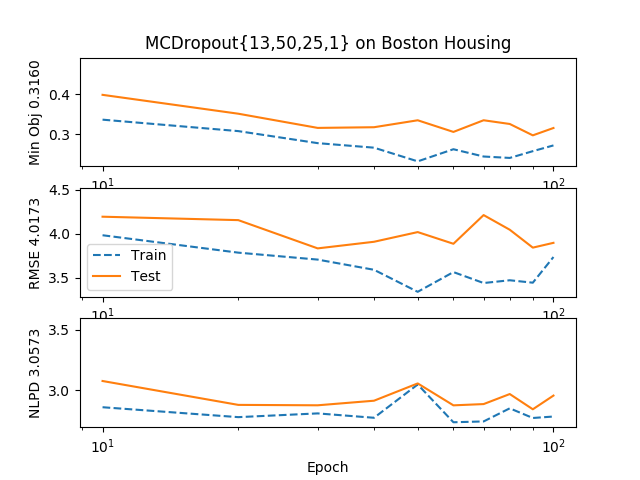 MCDropout{13,50,25,1} on Boston Housing
Min Obj 0.3160
0.4
0.3
10¹
10²
RMSE 4.0173
4.5
4.0
3.5
Train
Test
10¹
10²
NLPD 3.0573
3.5
3.0
10¹
10²
Epoch